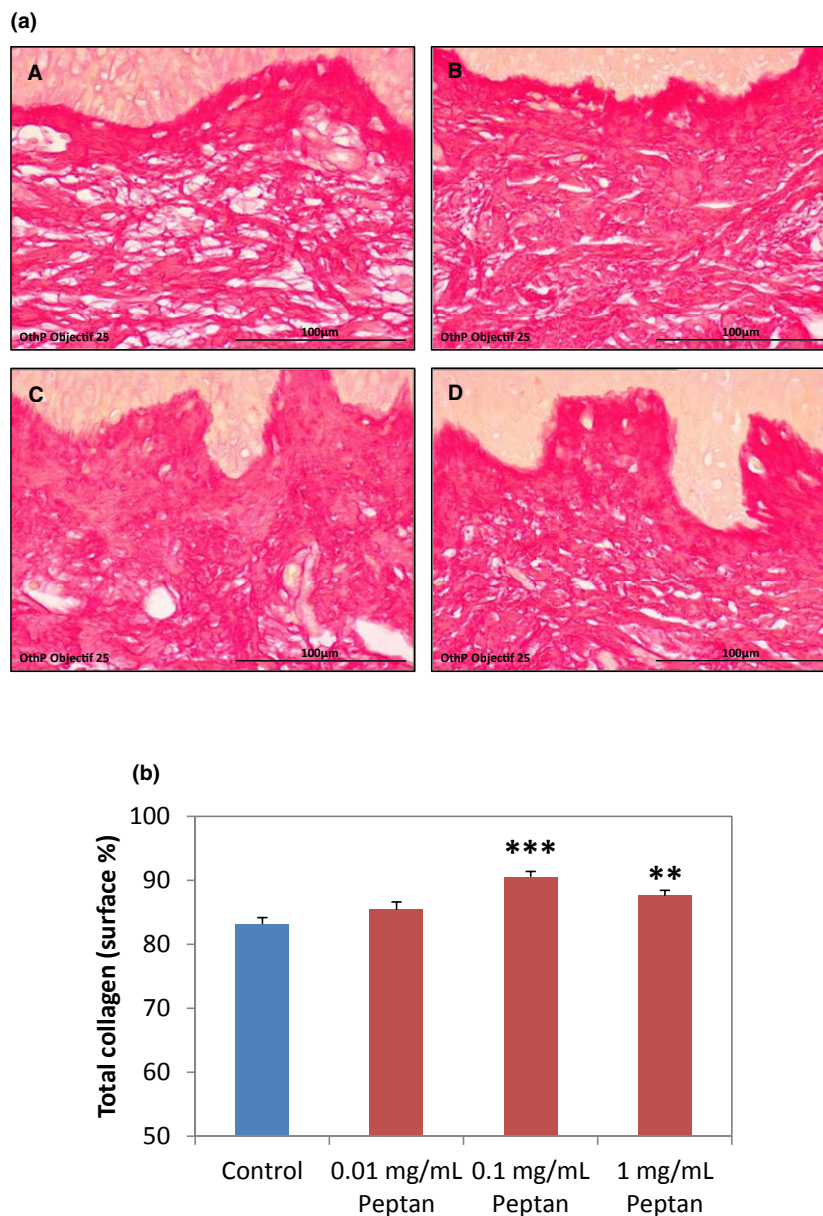 (a)
A
B
OthP Objectif 25
100µm
OthP Objectif 25
100µm
C
D
OthP Objectif 25
100µm
OthP Objectif 25
100µm
(b)
Total collagen (surface %)
100
90
80
70
60
50
***
**
Control
0.01 mg/mL
Peptan
0.1 mg/mL
Peptan
1 mg/mL
Peptan